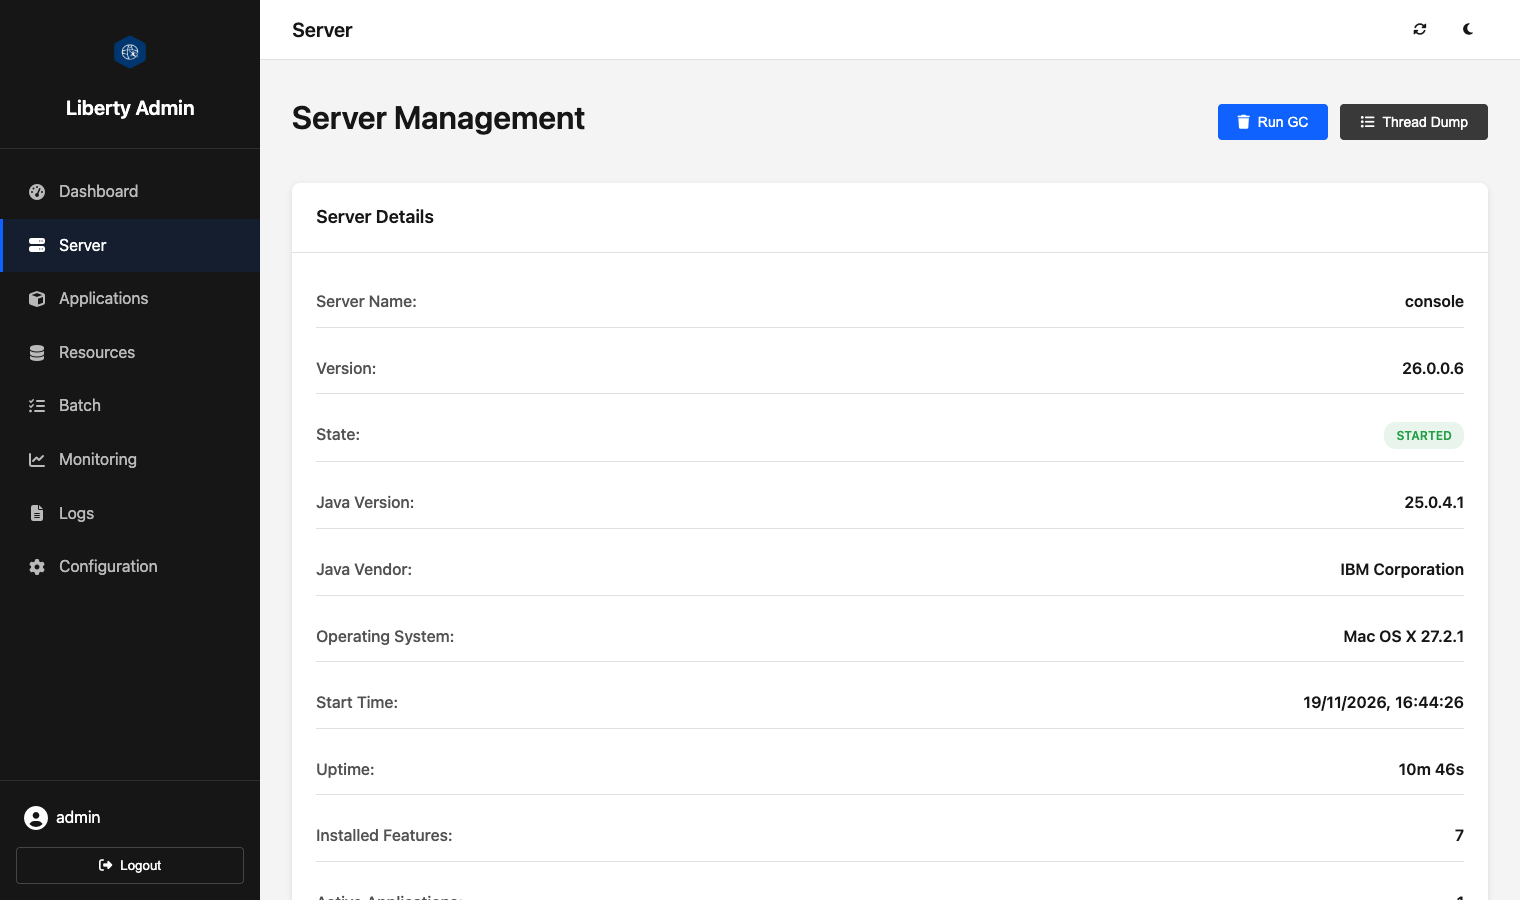 Liberty Admin
Dashboard
Server
Applications
Resources
Batch
Monitoring
Logs
Configuration
admin
Logout
Server
Server Management
Run GC
Thread Dump
Server Details
Server Name: console
Version: 26.0.0.6
State: STARTED
Java Version: 25.0.4.1
Java Vendor: IBM Corporation
Operating System: Mac OS X 27.2.1
Start Time: 19/11/2026, 16:44:26
Uptime: 10m 46s
Installed Features: 7
Active Applications: